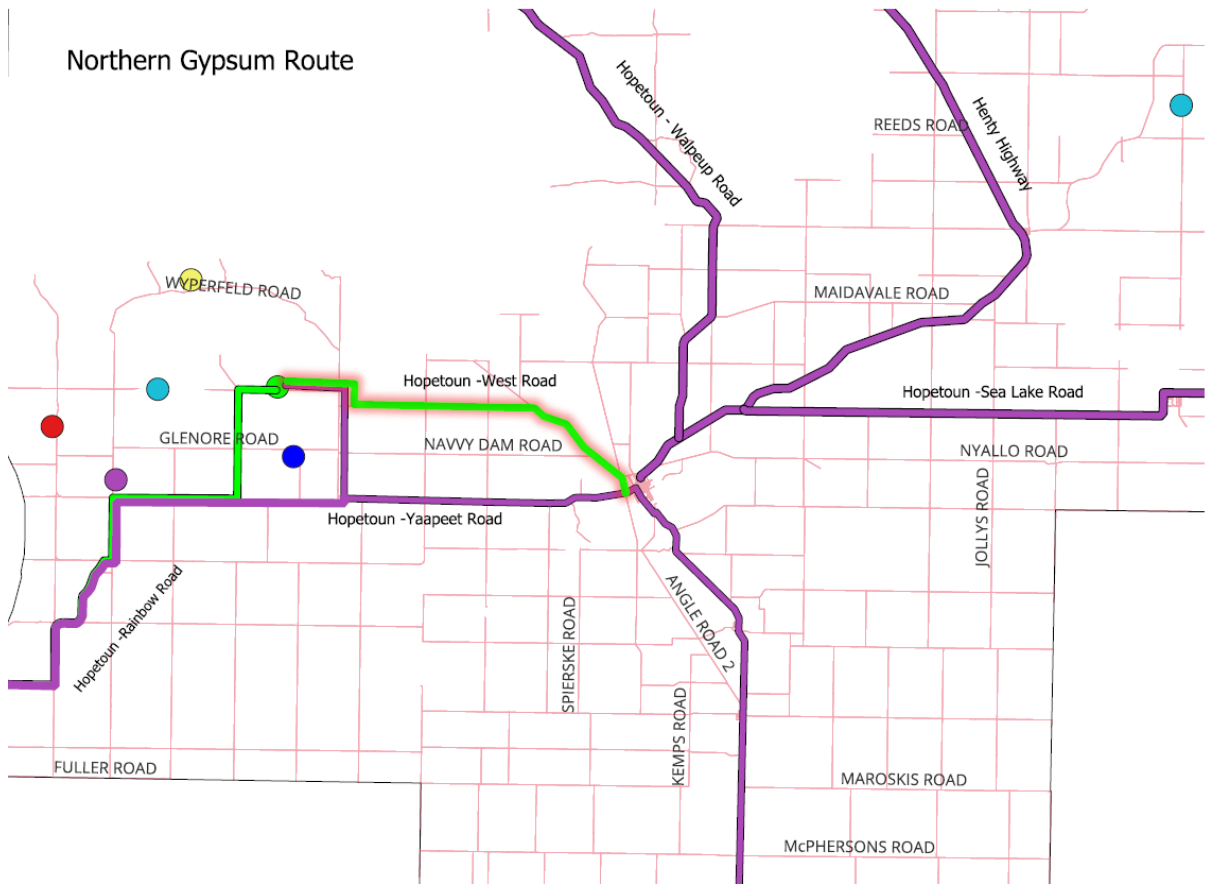 Northern Gypsum Route
Hopetoun - Walpeup Road
Henty Highway
REEDS ROAD
WYPERFELD ROAD
MAIDAVALE ROAD
Hopetoun -West Road
Hopetoun -Sea Lake Road
GLENORE ROAD
NAVVY DAM ROAD
NYALLO ROAD
JOLLYS ROAD
Hopetoun -Yaapeet Road
Hopetoun -Rainbow Road
ANGLE ROAD 2
SPIERSKE ROAD
KEMPS ROAD
FULLER ROAD
MAROSKIS ROAD
McPHERSONS ROAD